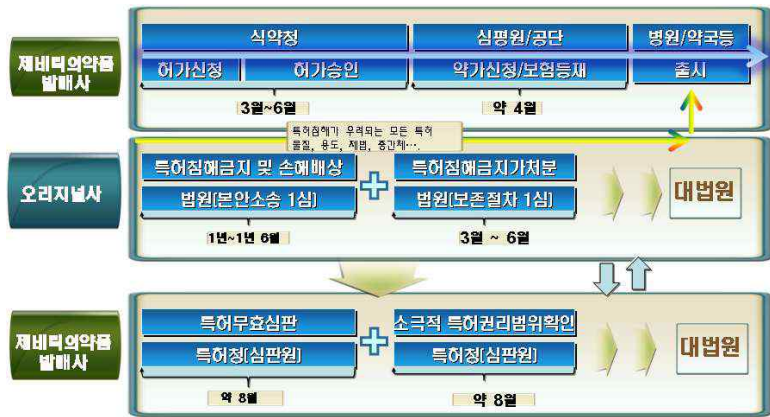 제네릭의약품
발매사
식약청
심평원/공단
병원/약국등
허가신청
허가승인
약가신청/보험등재
출시
3월~6월
약 4월
특허침해가 우려되는 모든 특허
물질, 용도, 제법, 중간체….
오리지널사
특허침해금지 및 손해배상
특허침해금지가처분
법원(본안소송 1심)
법원(보존절차 1심)
대법원
1년~1년 6월
3월 ~ 6월
제네릭의약품
발매사
특허무효심판
소극적 특허권리범위확인
특허청(심판원)
특허청(심판원)
대법원
약 8월
약 8월